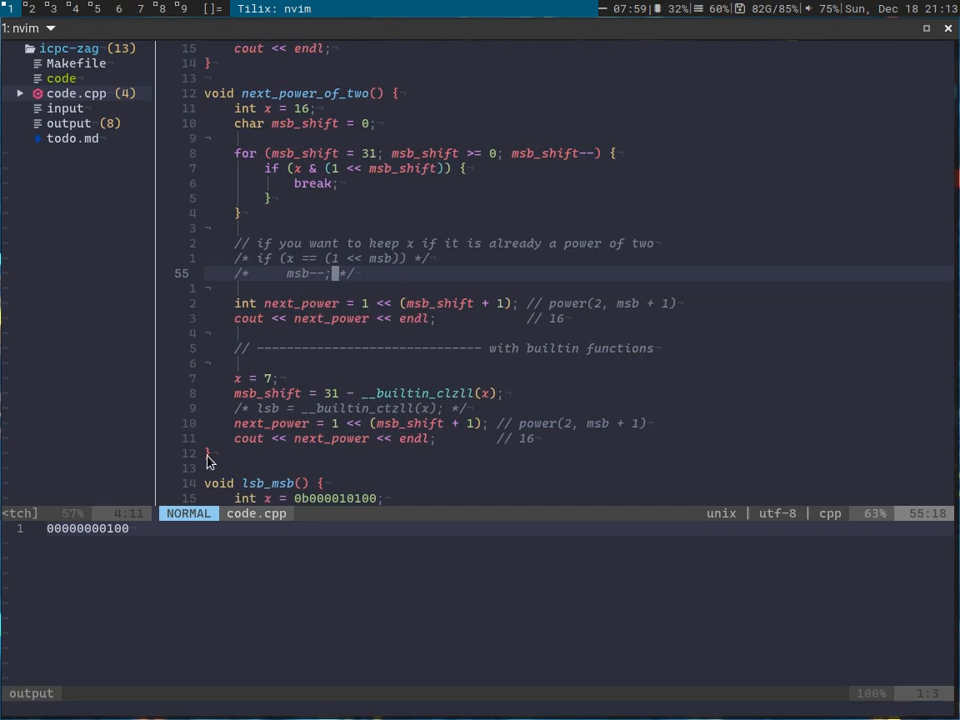 1 2 3 4 5 6 7 8 9 []= Tilix: nvim 07:59 32% 60% 82G/85% 75% Sun, Dec 18 21:13
1: nvim
icpc-zag (13)
Makefile
code
code.cpp (4)
input
output (8)
todo.md
15 cout << endl;¬
14 }¬
13 ¬
12 void next_power_of_two() {¬
11 int x = 16;¬
10 char msb_shift = 0;¬
9 ¬
8 for (msb_shift = 31; msb_shift >= 0; msb_shift--) {¬
7 if (x & (1 << msb_shift)) {¬
6 break;¬
5 }¬
4 }¬
3 ¬
2 // if you want to keep x if it is already a power of two¬
1 /* if (x == (1 << msb)) */¬
55 /* msb--; */¬
1 ¬
2 int next_power = 1 << (msb_shift + 1); // power(2, msb + 1)¬
3 cout << next_power << endl; // 16¬
4 ¬
5 // ------------------------------ with builtin functions¬
6 ¬
7 x = 7;¬
8 msb_shift = 31 - __builtin_clzll(x);¬
9 /* lsb = __builtin_ctzll(x); */¬
10 next_power = 1 << (msb_shift + 1); // power(2, msb + 1)¬
11 cout << next_power << endl; // 16¬
12 }¬
13 ¬
14 void lsb_msb() {¬
15 int x = 0b000010100;¬
<tch] 57% 4:11 NORMAL code.cpp unix | utf-8 | cpp 63% 55:18
1 00000000100¬
output 100% 1:3